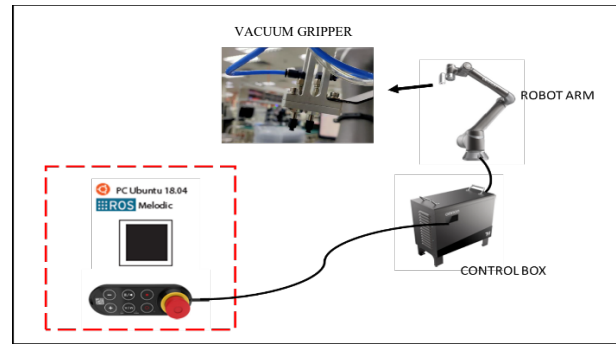 VACUUM GRIPPER
ROBOT ARM
PC Ubuntu 18.04
ROS Melodic
CONTROL BOX